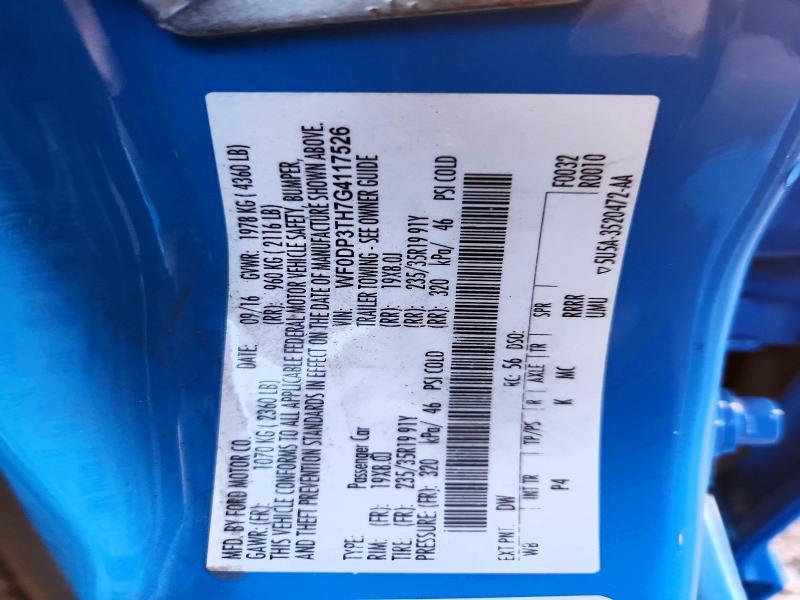 MFD. BY FORD MOTOR CO.
DATE: 09/16 GVWR: 1978 KG ( 4360 LB)
GAWR: (FR): 1070 KG ( 2360 LB) (RR): 960 KG ( 2116 LB)
THIS VEHICLE CONFORMS TO ALL APPLICABLE FEDERAL MOTOR VEHICLE SAFETY, BUMPER,
AND THEFT PREVENTION STANDARDS IN EFFECT ON THE DATE OF MANUFACTURE SHOWN ABOVE.
VIN: WF0DP3TH7G4117526
TYPE: Passenger Car TRAILER TOWING - SEE OWNER GUIDE
RIM: (FR): 19X8.0J (RR): 19X8.0J
TIRE: (FR): 235/35R19 91Y (RR): 235/35R19 91Y
PRESSURE (FR): 320 kPa/ 46 PSI COLD (RR): 320 kPa/ 46 PSI COLD
EXT PNT: DW RC: 56 DSO: F0032
WB INT TR TP/PS R AXLE TR SPR R0010
P4 K MC RRRRR
UMU
▽5U5A-3520472-AA